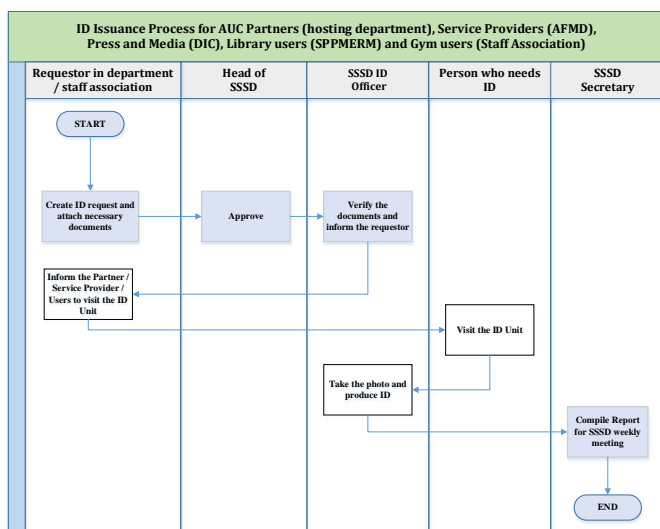 ID Issuance Process for AUC Partners (hosting department), Service Providers (AFMD),
Press and Media (DIC), Library users (SPPMERM) and Gym users (Staff Association)
Requestor in department
/ staff association
Head of
SSSD
SSSD ID
Officer
Person who needs
ID
SSSD
Secretary
START
Create ID request and
attach necessary
documents
Approve
Verify the
documents and
inform the requestor
Inform the Partner /
Service Provider /
Users to visit the ID
Unit
Visit the ID Unit
Take the photo and
produce ID
Compile Report
for SSSD weekly
meeting
END